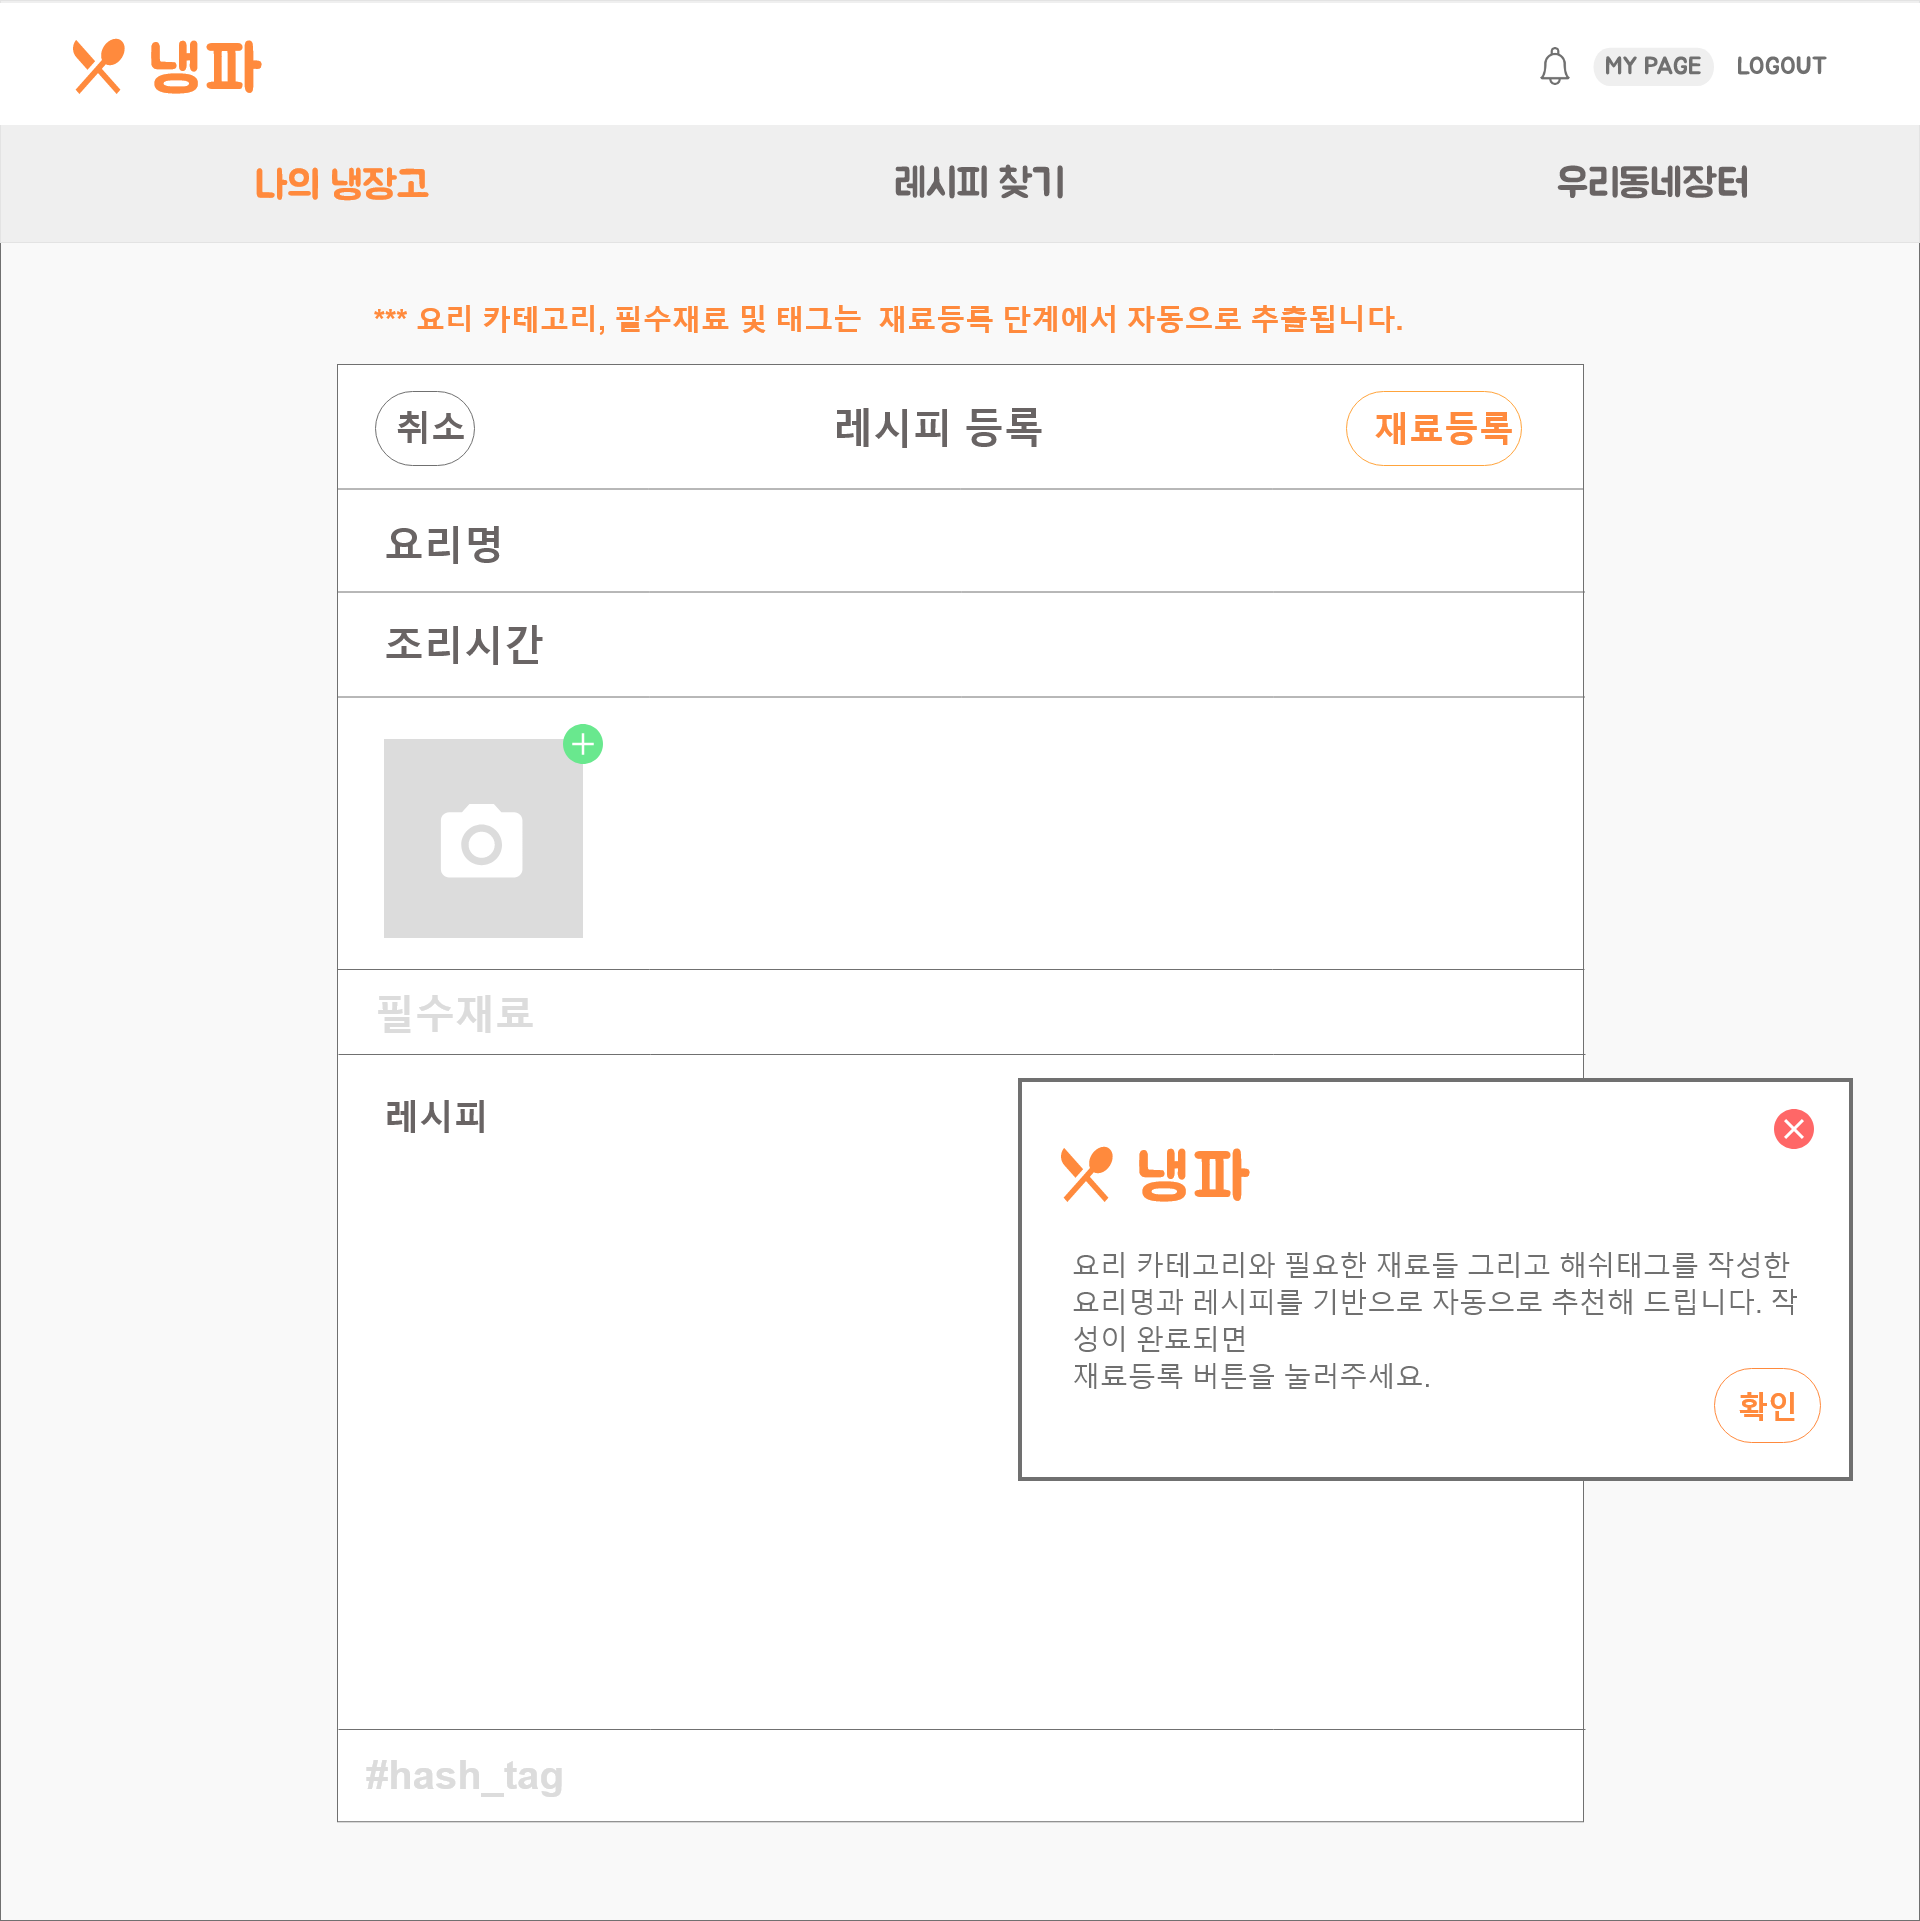 냉파
MY PAGE
LOGOUT
나의 냉장고
레시피 찾기
우리동네장터
*** 요리 카테고리, 필수재료 및 태그는 재료등록 단계에서 자동으로 추출됩니다.
취소
레시피 등록
재료등록
요리명
조리시간
필수재료
레시피
냉파
요리 카테고리와 필요한 재료들 그리고 해쉬태그를 작성한
요리명과 레시피를 기반으로 자동으로 추천해 드립니다. 작
성이 완료되면
재료등록 버튼을 눌러주세요.
확인
#hash_tag